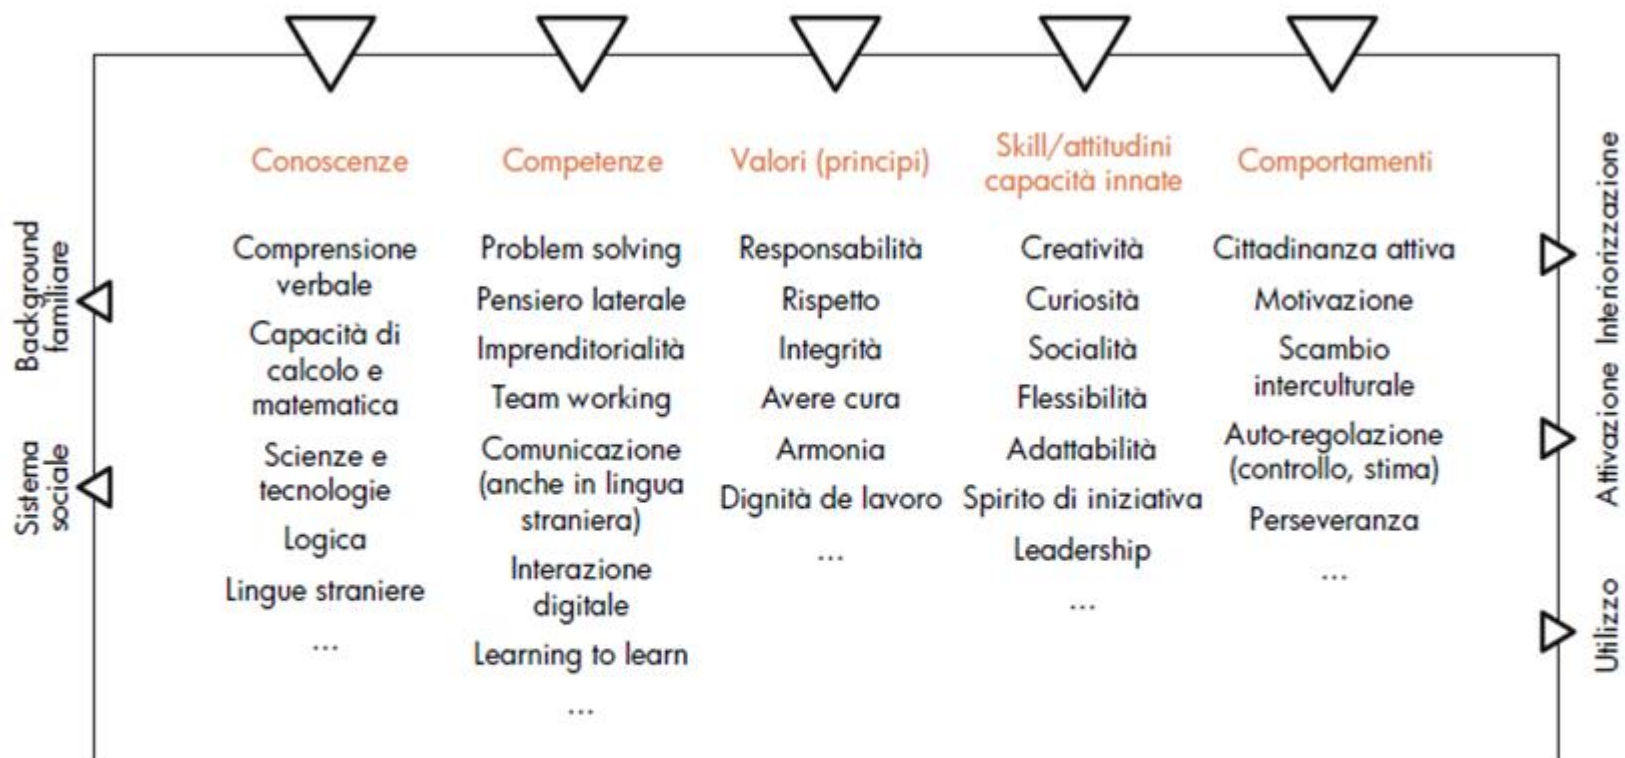 Conoscenze
Comprensione
verbale
Capacità di
calcolo e
matematica
Scienze e
tecnologie
Logica
Lingue straniere
...
Competenze
Problem solving
Pensiero laterale
Imprenditorialità
Team working
Comunicazione
(anche in lingua
straniera)
Interazione
digitale
Learning to learn
...
Valori (principi)
Responsabilità
Rispetto
Integrità
Avere cura
Armonia
Dignità de lavoro
...
Skill/attitudini
capacità innate
Creatività
Curiosità
Socialità
Flessibilità
Adattabilità
Spirito di iniziativa
Leadership
...
Comportamenti
Cittadinanza attiva
Motivazione
Scambio
interculturale
Auto-regolazione
(controllo, stima)
Perseveranza
...
Background
familiare
Sistema
sociale
Interiorizzazione
Attivazione
Utilizzo